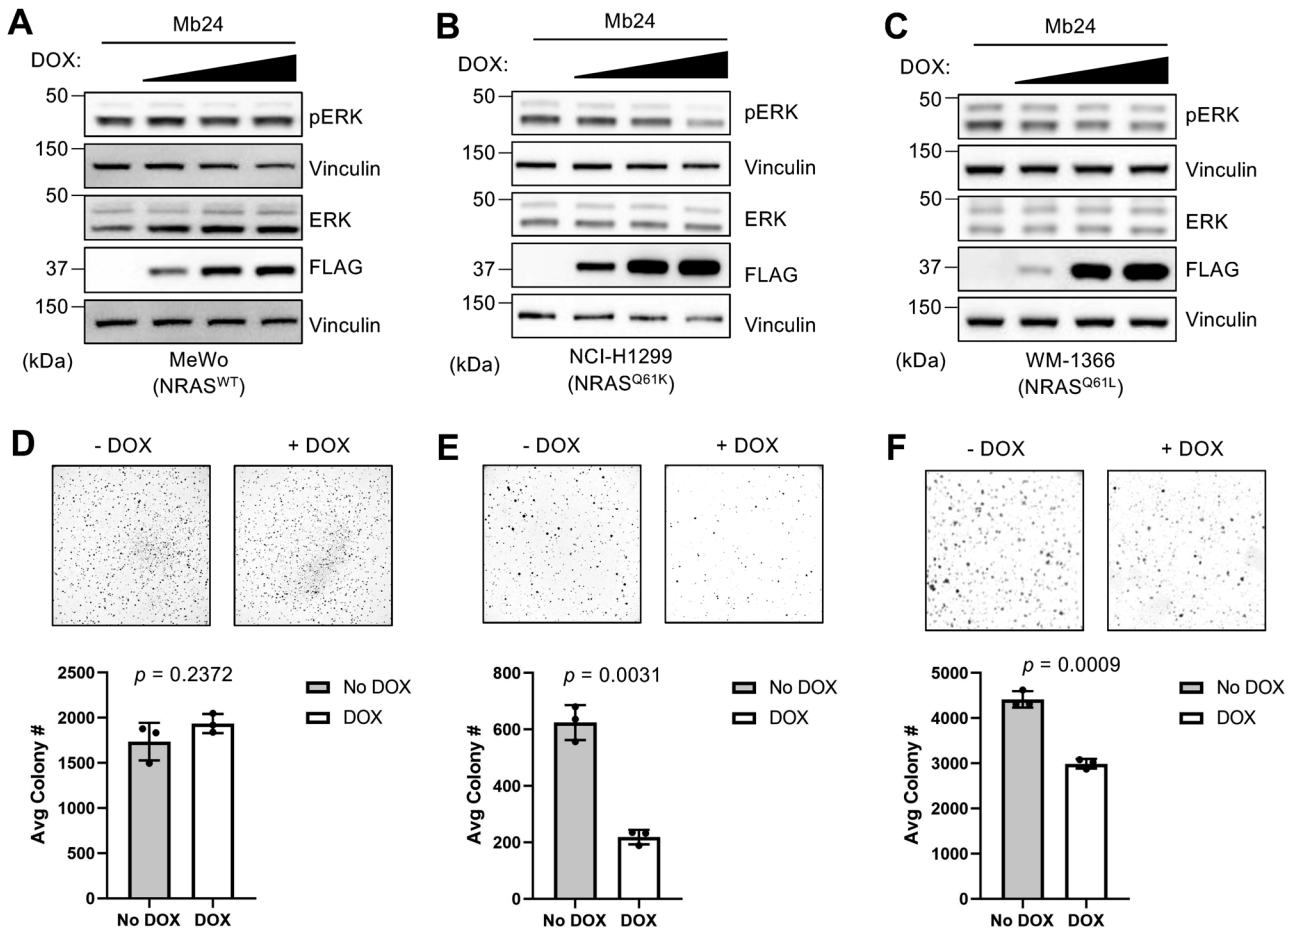 A
Mb24
DOX:
50
pERK
150
Vinculin
50
ERK
37
FLAG
150
Vinculin
(kDa)
MeWo
(NRASWT)
B
Mb24
DOX:
50
pERK
150
Vinculin
50
ERK
37
FLAG
150
Vinculin
(kDa)
NCI-H1299
(NRASQ61K)
C
Mb24
DOX:
50
pERK
150
Vinculin
50
ERK
37
FLAG
150
Vinculin
(kDa)
WM-1366
(NRASQ61L)
D
- DOX
+ DOX
p = 0.2372
No DOX
DOX
Avg Colony #
2500
2000
1500
1000
500
0
No DOX DOX
E
- DOX
+ DOX
p = 0.0031
No DOX
DOX
Avg Colony #
800
600
400
200
0
No DOX DOX
F
- DOX
+ DOX
p = 0.0009
No DOX
DOX
Avg Colony #
5000
4000
3000
2000
1000
0
No DOX DOX